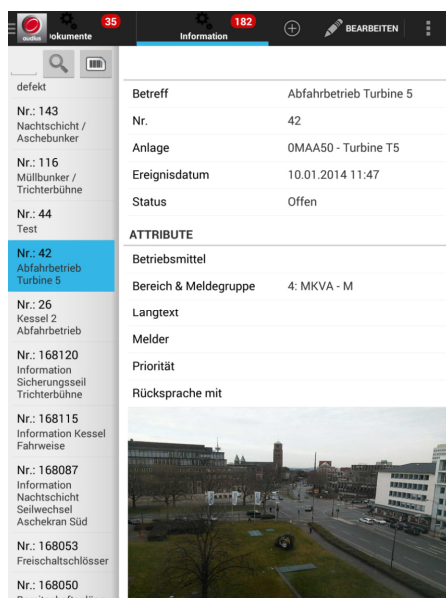 35
182
audius
okumente
Information
BEARBEITEN
defekt
Nr.: 143
Nachtschicht /
Aschebunker
Nr.: 116
Müllbunker /
Trichterbühne
Nr.: 44
Test
Nr.: 42
Abfahrbetrieb
Turbine 5
Nr.: 26
Kessel 2
Abfahrbetrieb
Nr.: 168120
Information
Sicherungsseil
Trichterbühne
Nr.: 168115
Information Kessel
Fahrweise
Nr.: 168087
Information
Nachtschicht
Seilwechsel
Aschekran Süd
Nr.: 168053
Freischaltschlösser
Nr.: 168050
Betreff Abfahrbetrieb Turbine 5
Nr. 42
Anlage 0MAA50 - Turbine T5
Ereignisdatum 10.01.2014 11:47
Status Offen
ATTRIBUTE
Betriebsmittel
Bereich & Meldegruppe 4: MKVA - M
Langtext
Melder
Priorität
Rücksprache mit